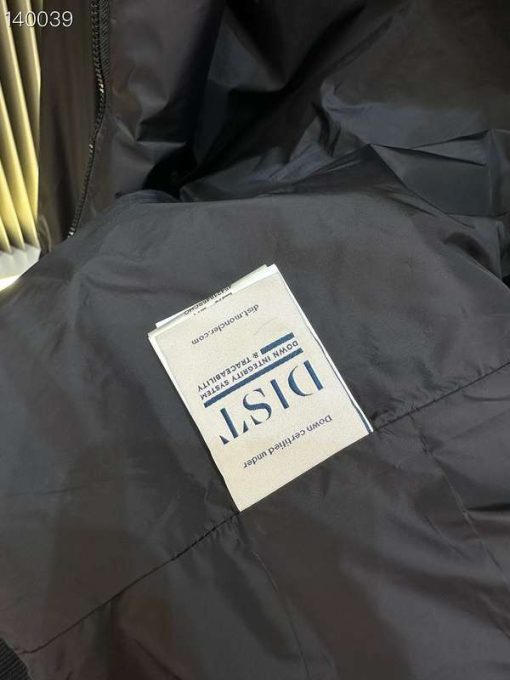 140039
Down certified under
DIST
DOWN INTEGRITY SYSTEM
& TRACEABILITY
dist.moncler.com